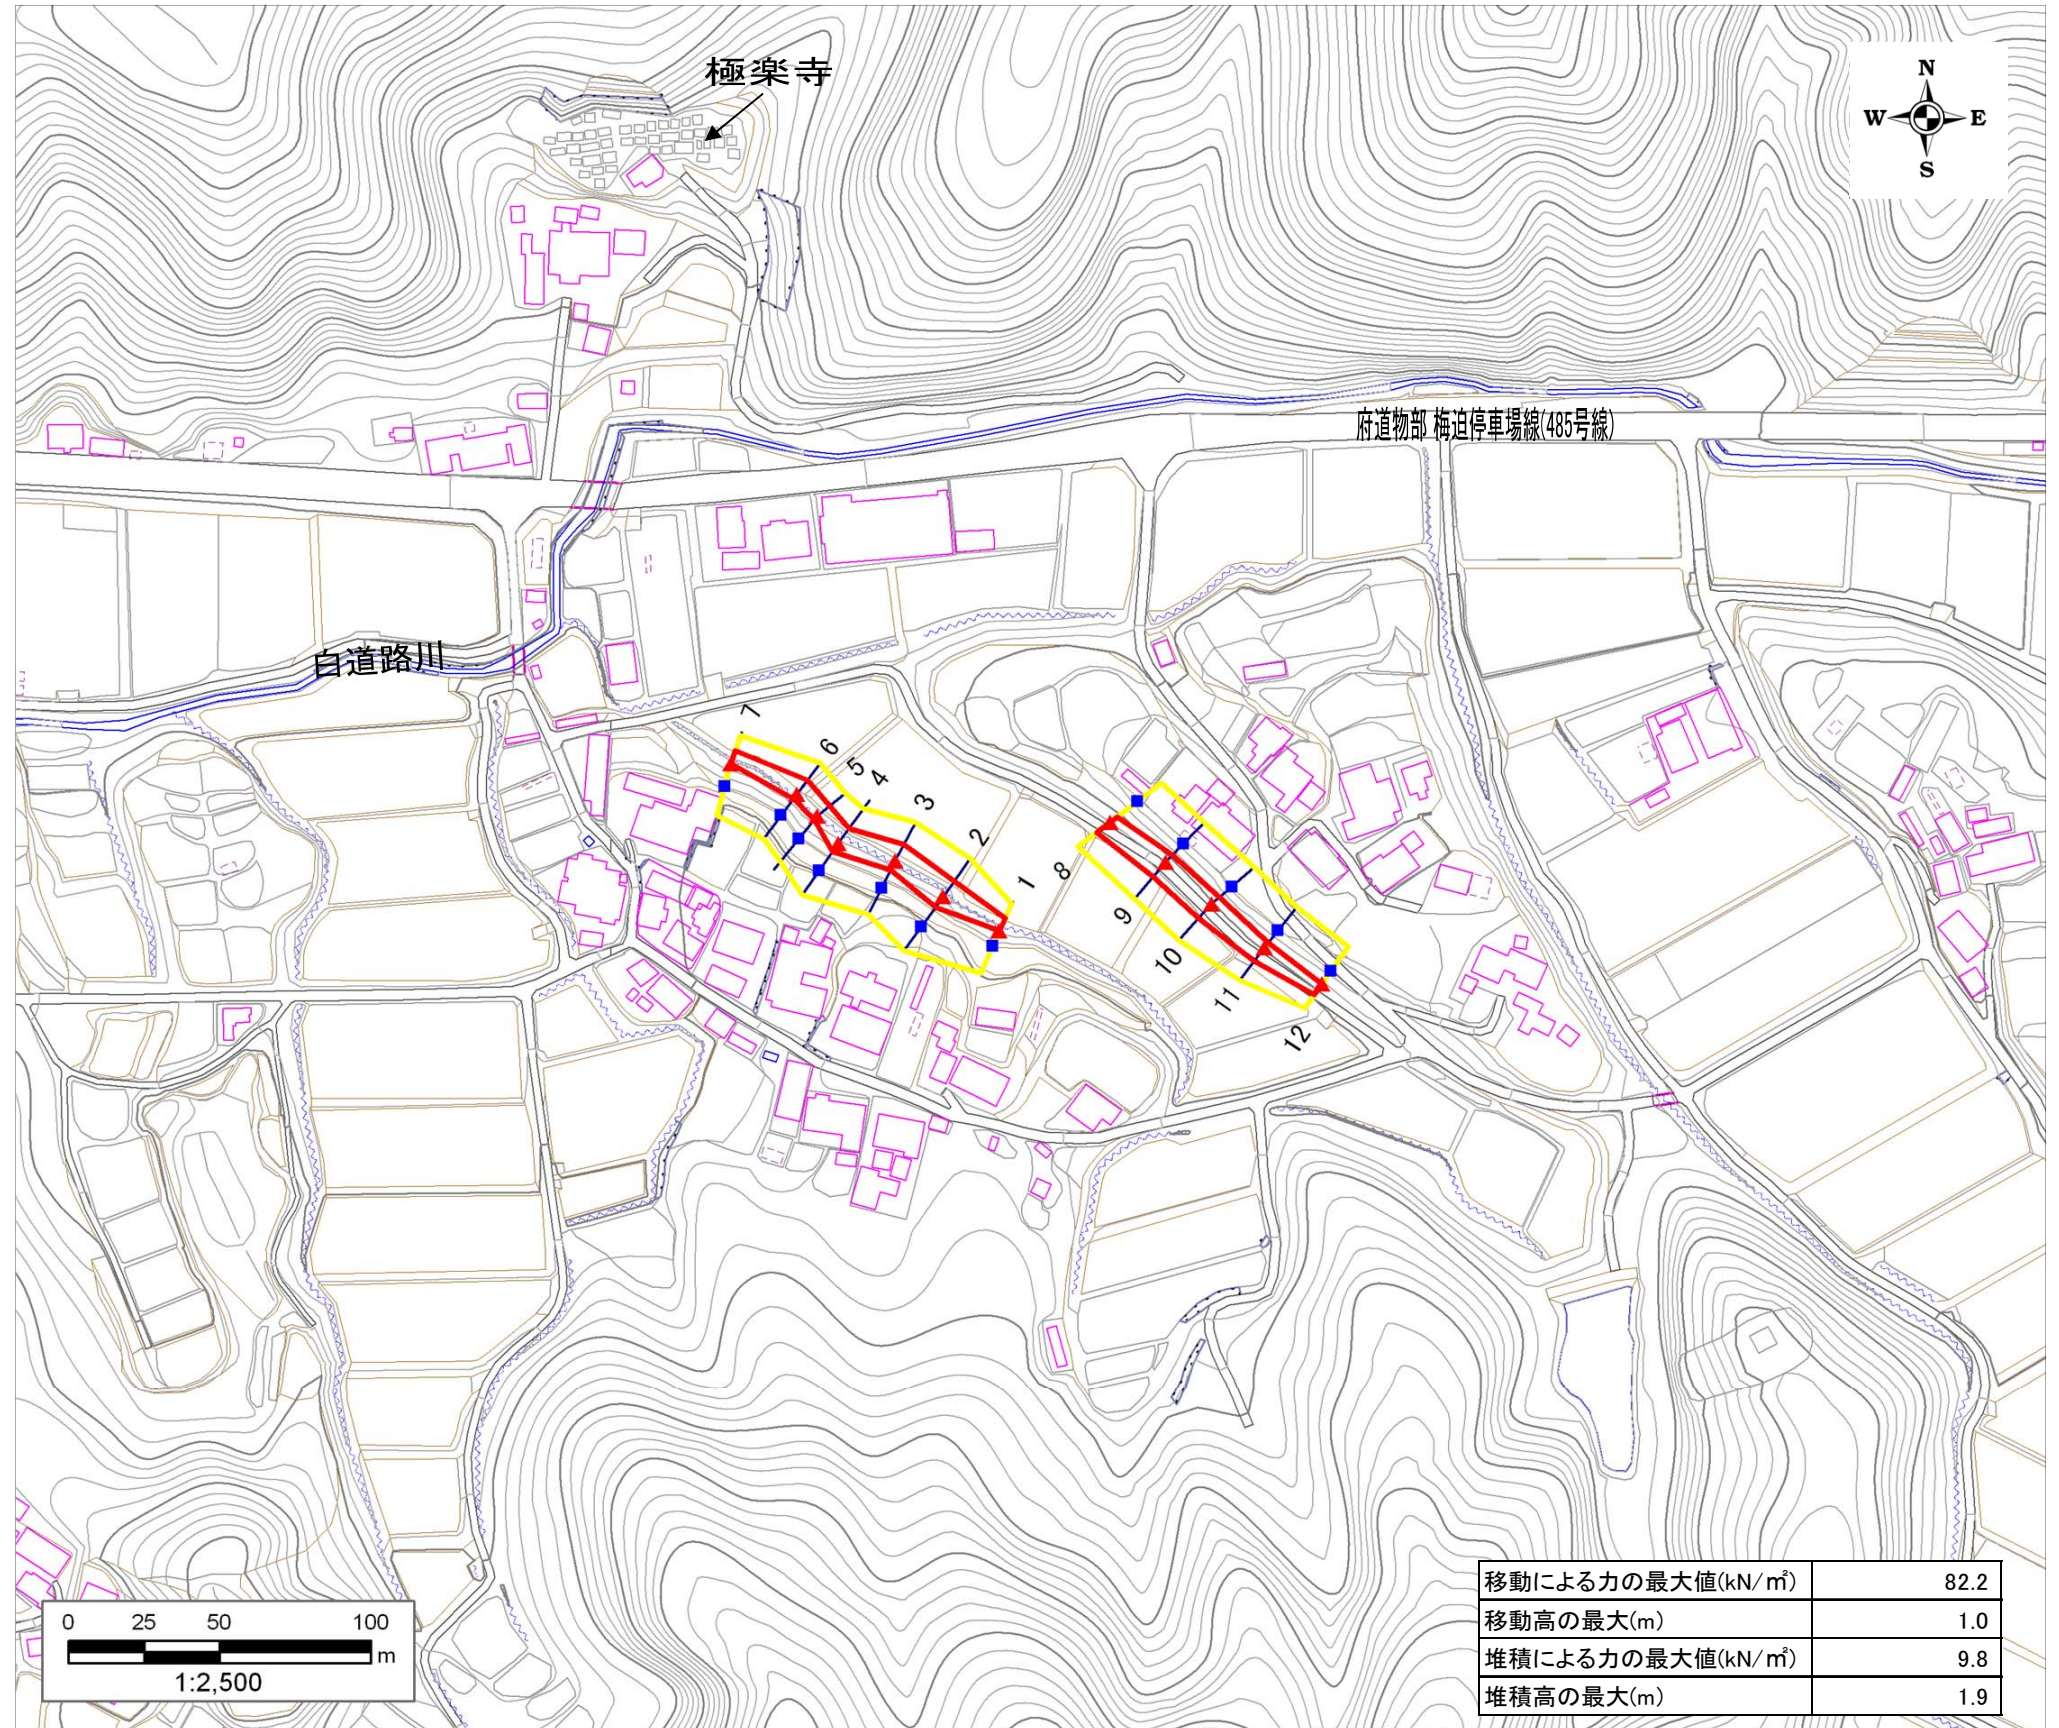 極楽寺
N
W E
S
府道物部 梅迫停車場線(485号線)
白道路川
7
6
5
4
3
2
1
8
9
10
11
12
移動による力の最大値(kN/㎡) 82.2
移動高の最大(m) 1.0
堆積による力の最大値(kN/㎡) 9.8
堆積高の最大(m) 1.9
0 25 50 100
m
1:2,500